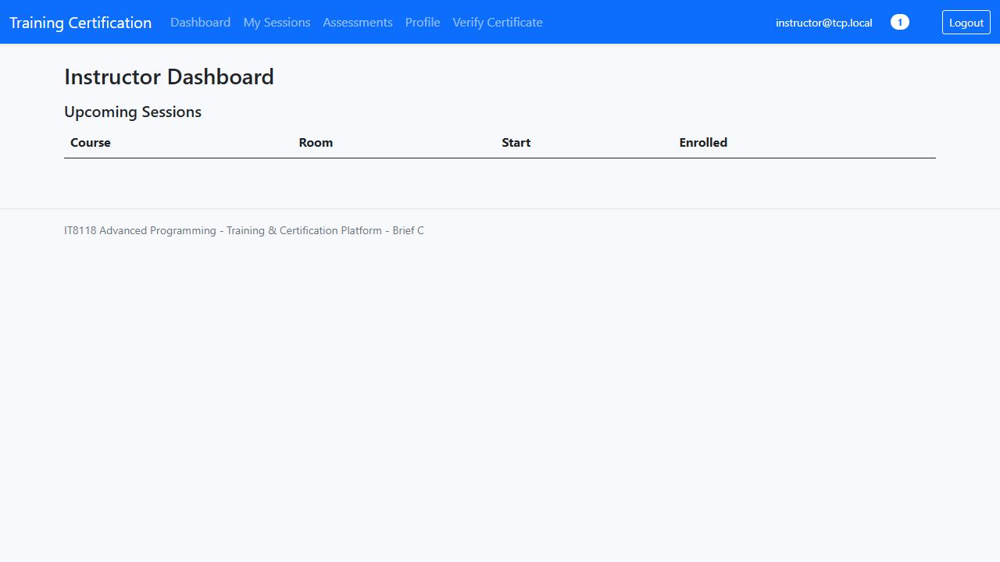 Training Certification Dashboard My Sessions Assessments Profile Verify Certificate instructor@tcp.local 1 Logout
Instructor Dashboard
Upcoming Sessions
Course Room Start Enrolled
IT8118 Advanced Programming - Training & Certification Platform - Brief C